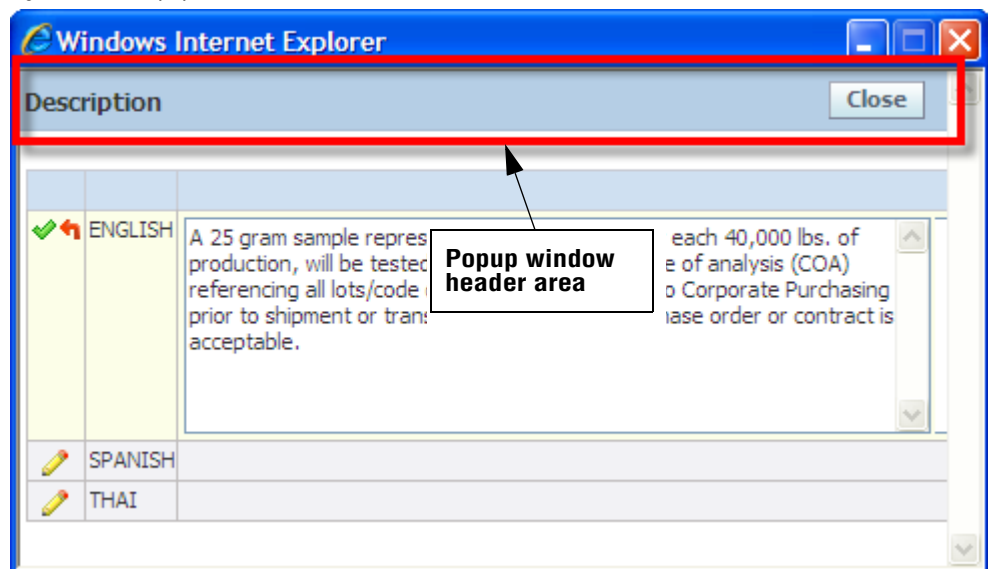 Windows Internet Explorer
Description
Close
ENGLISH
A 25 gram sample repres each 40,000 lbs. of
production, will be tested e of analysis (COA)
referencing all lots/code o Corporate Purchasing
prior to shipment or trans ase order or contract is
acceptable.
Popup window
header area
SPANISH
THAI